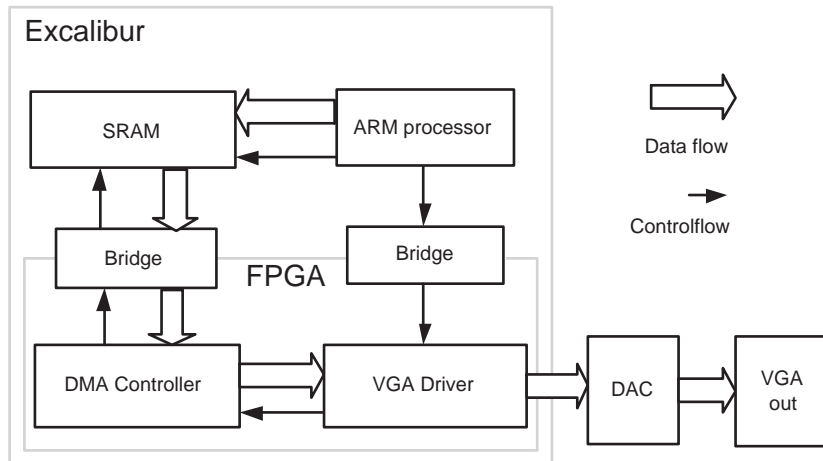 Excalibur
SRAM
ARM processor
Data flow
Controlflow
Bridge
Bridge
FPGA
DMA Controller
VGA Driver
DAC
VGA
out